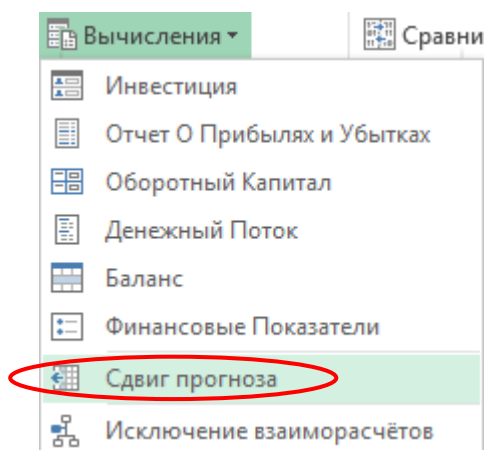 Вычисления Сравни
Инвестиция
Отчет О Прибылях и Убытках
Оборотный Капитал
Денежный Поток
Баланс
Финансовые Показатели
Сдвиг прогноза
Исключение взаиморасчётов